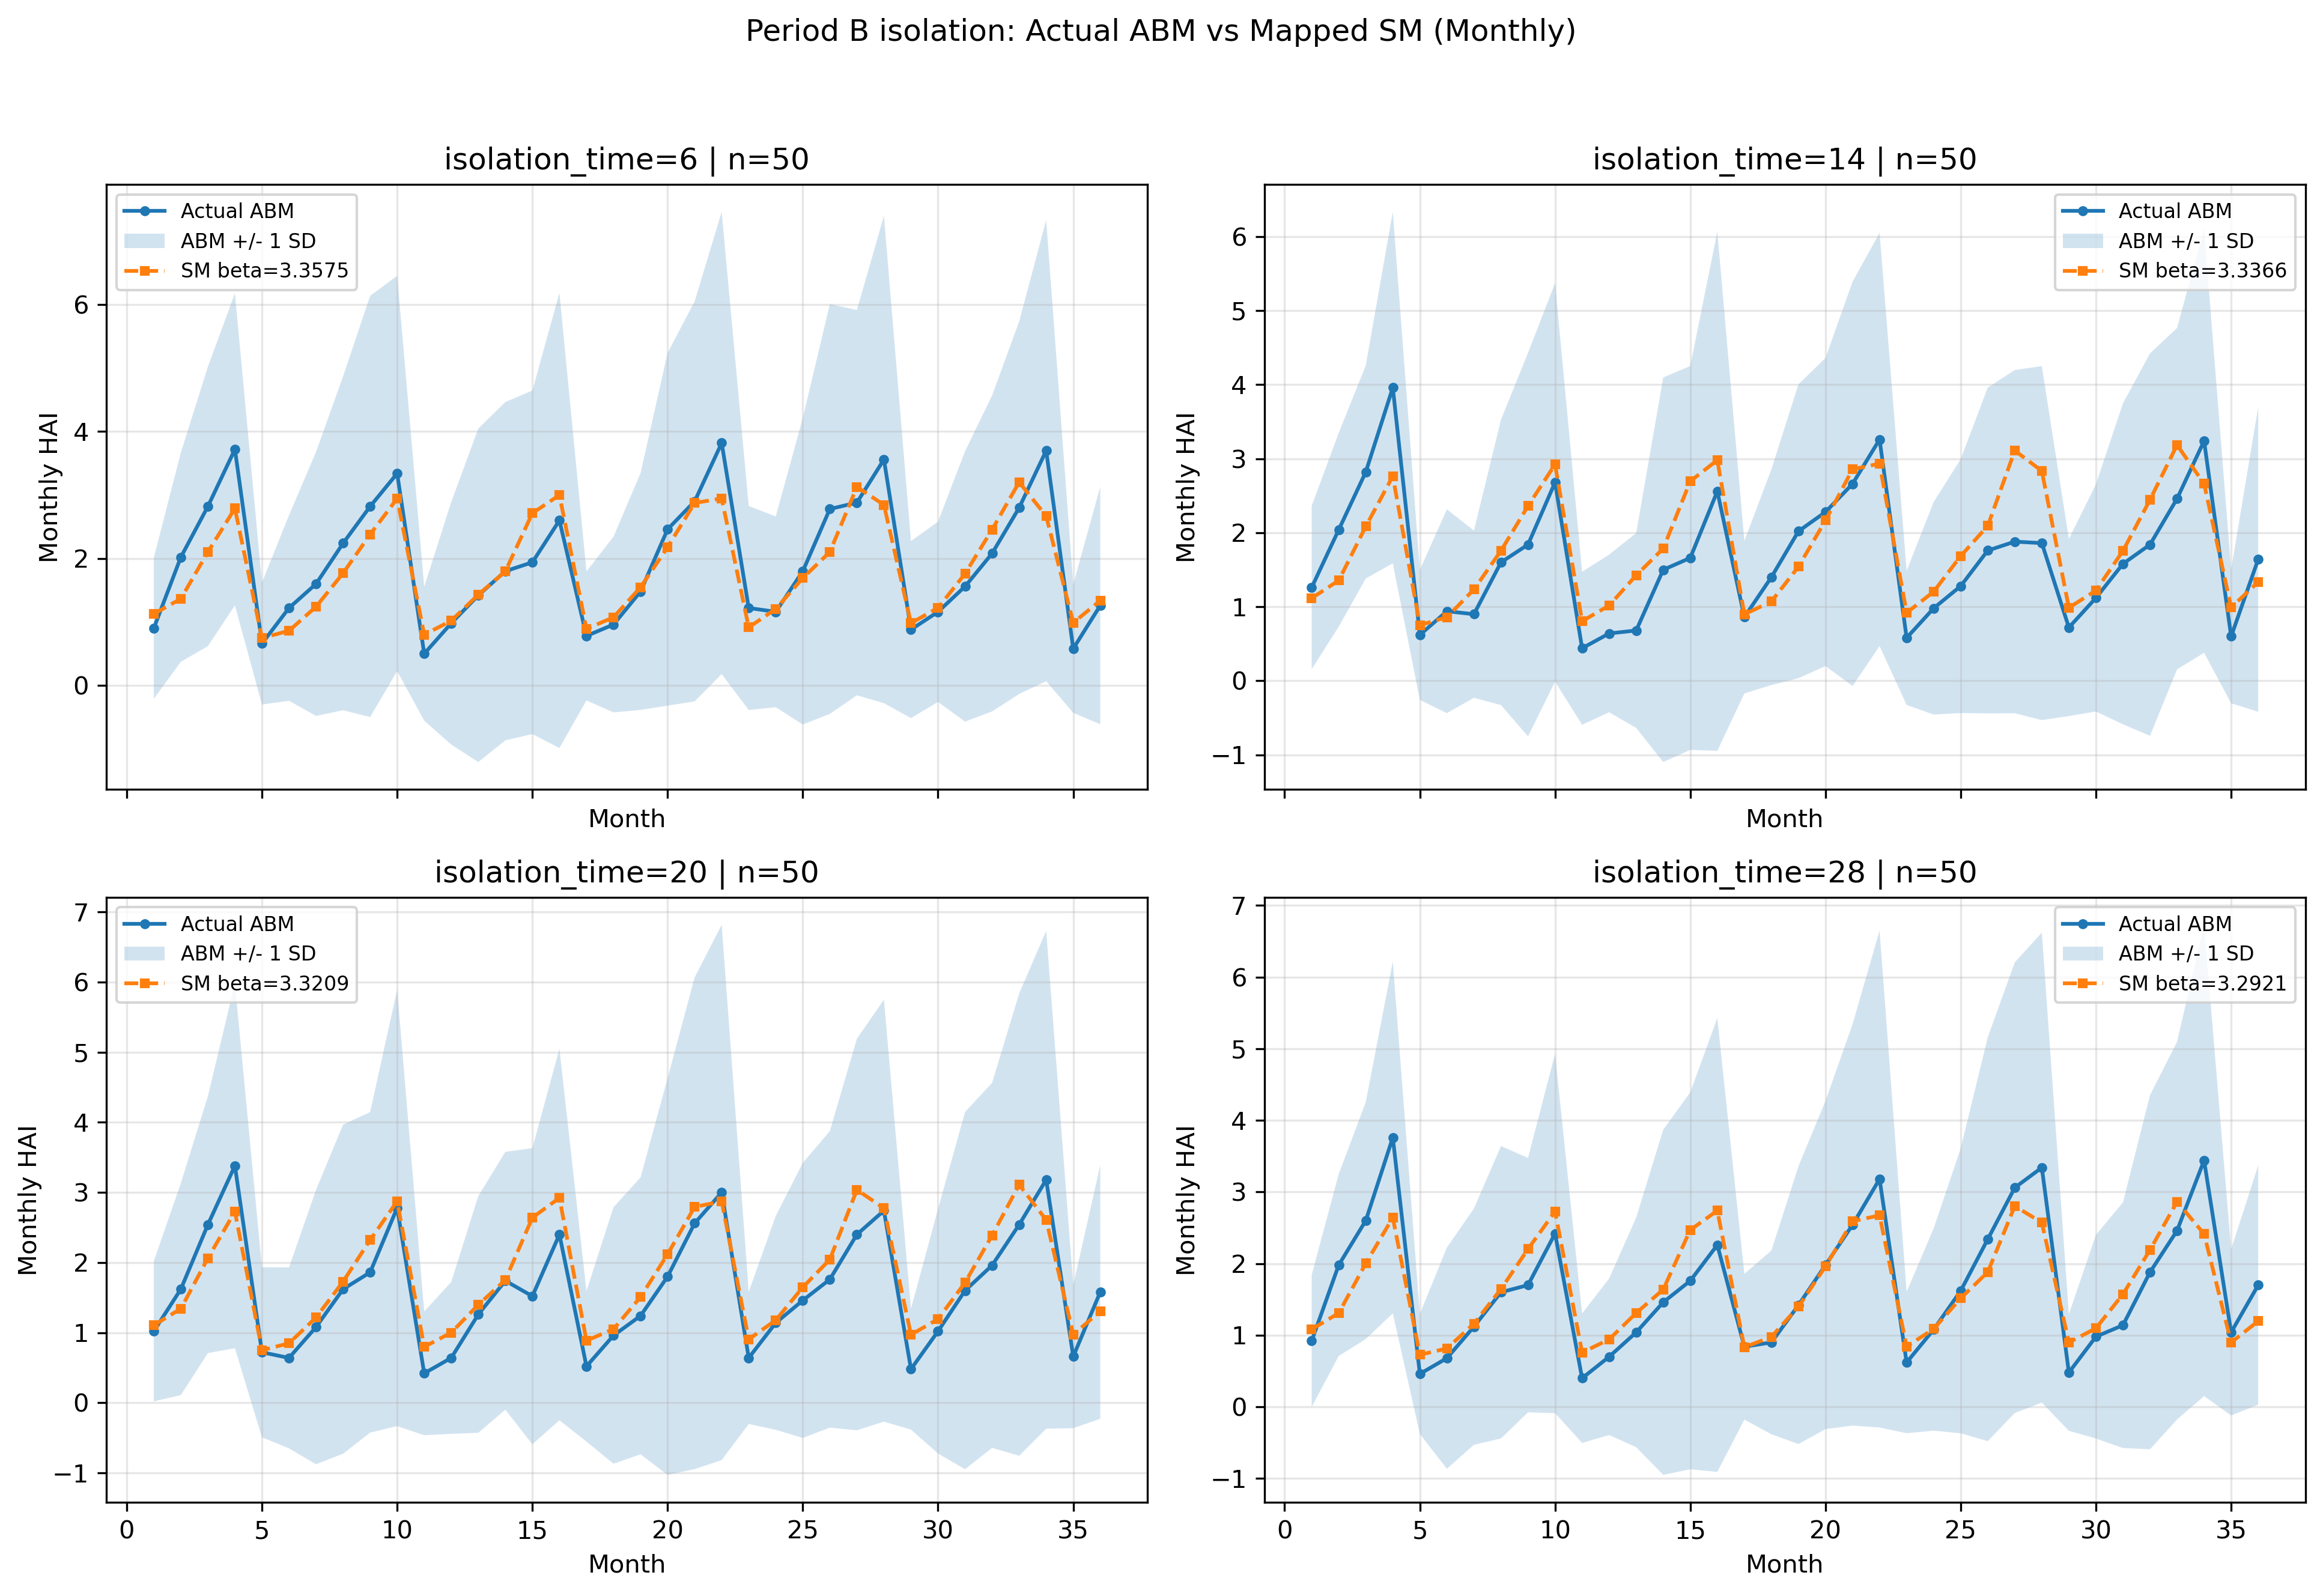 Period B isolation: Actual ABM vs Mapped SM (Monthly)
isolation_time=6 | n=50
Actual ABM
ABM +/- 1 SD
SM beta=3.3575
Monthly HAI
6
4
2
0
Month
isolation_time=14 | n=50
Actual ABM
ABM +/- 1 SD
SM beta=3.3366
Monthly HAI
6
5
4
3
2
1
0
−1
Month
isolation_time=20 | n=50
Actual ABM
ABM +/- 1 SD
SM beta=3.3209
Monthly HAI
7
6
5
4
3
2
1
0
−1
0 5 10 15 20 25 30 35
Month
isolation_time=28 | n=50
Actual ABM
ABM +/- 1 SD
SM beta=3.2921
Monthly HAI
7
6
5
4
3
2
1
0
−1
0 5 10 15 20 25 30 35
Month